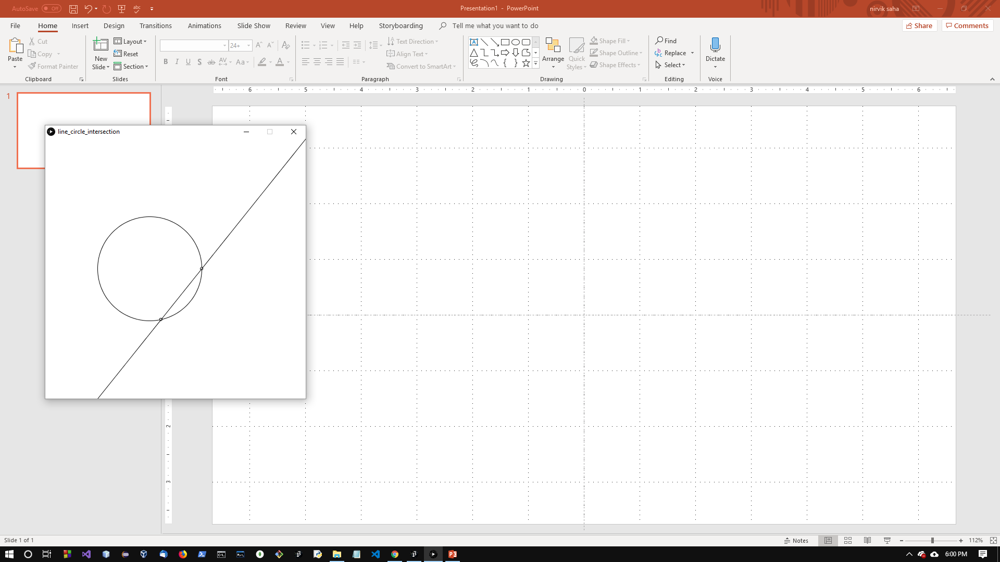 AutoSave Off
abc
Presentation1 - PowerPoint
nirvik saha
File Home Insert Design Transitions Animations Slide Show Review View Help Storyboarding Tell me what you want to do
Share Comments
Paste
Cut
Copy
Format Painter
Clipboard
New Slide
Layout
Reset
Section
Slides
24+
B I U S ab AV Aa A
Font
Text Direction
Align Text
Convert to SmartArt
Paragraph
Arrange
Quick Styles
Shape Fill
Shape Outline
Shape Effects
Drawing
Find
Replace
Select
Editing
Dictate
Voice
6 5 4 3 2 1 0 1 2 3 4 5 6
1
line_circle_intersection
2
3
Slide 1 of 1
Notes
112%
6:00 PM